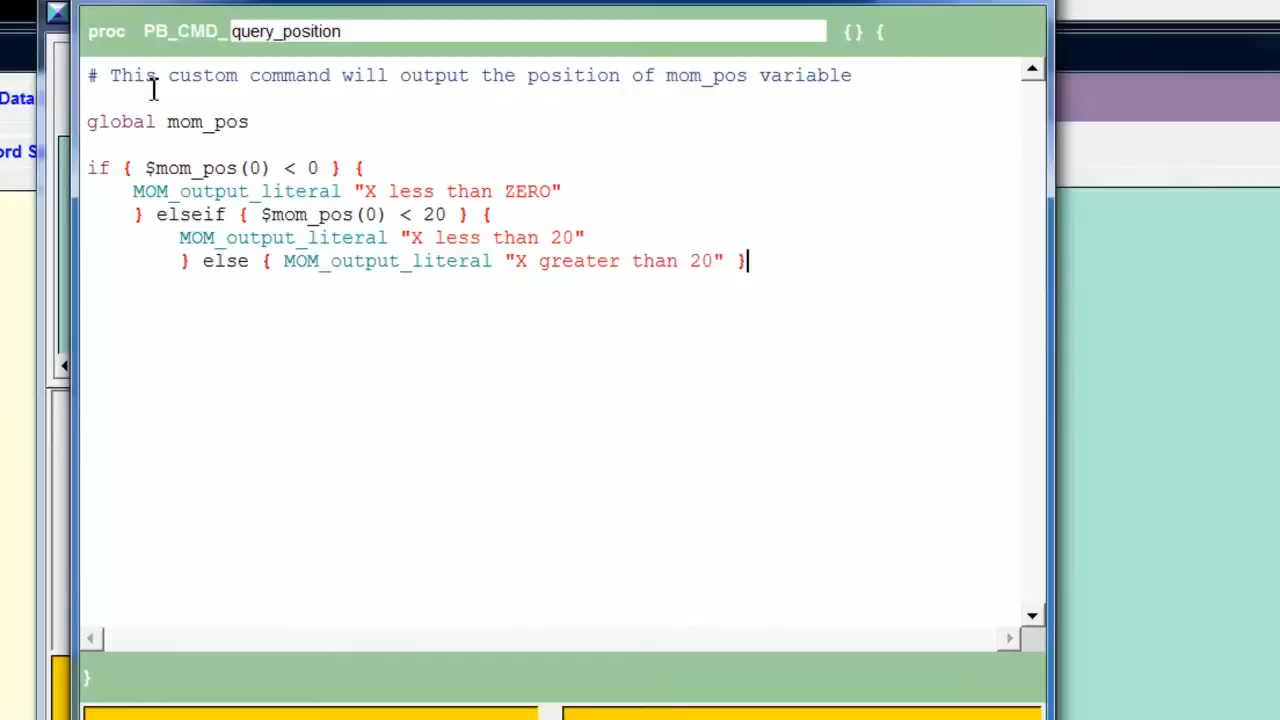 proc PB_CMD_ query_position {} {
# This custom command will output the position of mom_pos variable
Data
global mom_pos
ord S
if { $mom_pos(0) < 0 } {
MOM_output_literal "X less than ZERO"
} elseif { $mom_pos(0) < 20 } {
MOM_output_literal "X less than 20"
} else { MOM_output_literal "X greater than 20" }
}